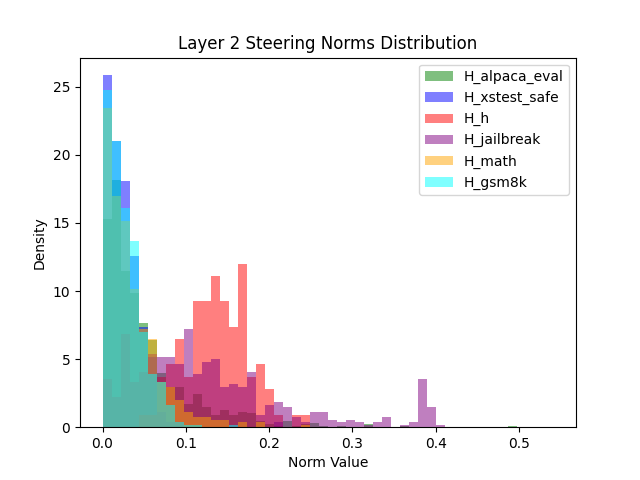 Layer 2 Steering Norms Distribution
H_alpaca_eval
H_xstest_safe
H_h
H_jailbreak
H_math
H_gsm8k
25
20
15
10
5
0
Density
0.0 0.1 0.2 0.3 0.4 0.5
Norm Value